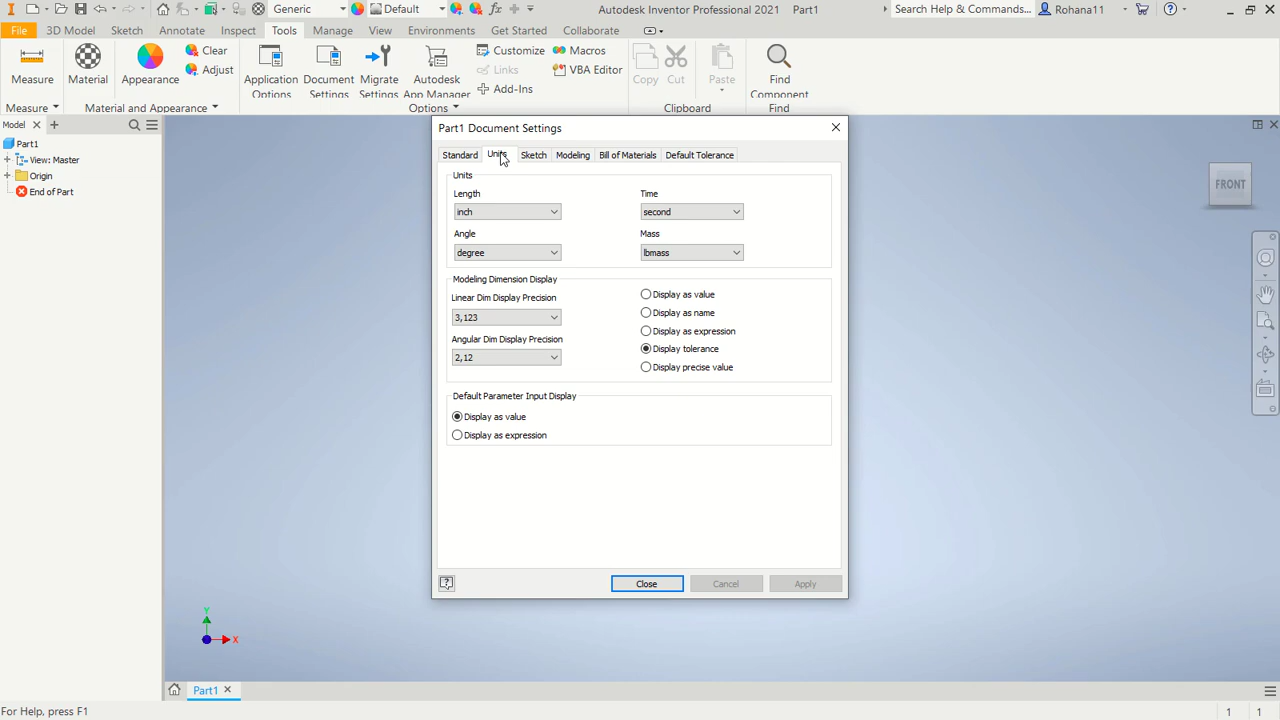 Generic
Default
Autodesk Inventor Professional 2021 Part1
Search Help & Commands...
Rohana11
File 3D Model Sketch Annotate Inspect Tools Manage View Environments Get Started Collaborate
Measure
Material
Appearance
Clear
Adjust
Application Options
Document Settings
Migrate Settings
Autodesk App Manager
Customize
Links
Add-Ins
Macros
VBA Editor
Copy
Cut
Paste
Find Component
Measure
Material and Appearance
Options
Clipboard
Find
Model
Part1
View: Master
Origin
End of Part
Part1 Document Settings
Standard Units Sketch Modeling Bill of Materials Default Tolerance
Units
Length Time
inch second
Angle Mass
degree lbmass
Modeling Dimension Display
Linear Dim Display Precision
3,123
Angular Dim Display Precision
2,12
Display as value
Display as name
Display as expression
Display tolerance
Display precise value
Default Parameter Input Display
Display as value
Display as expression
Close Cancel Apply
FRONT
Y
X
Part1
For Help, press F1
1 1